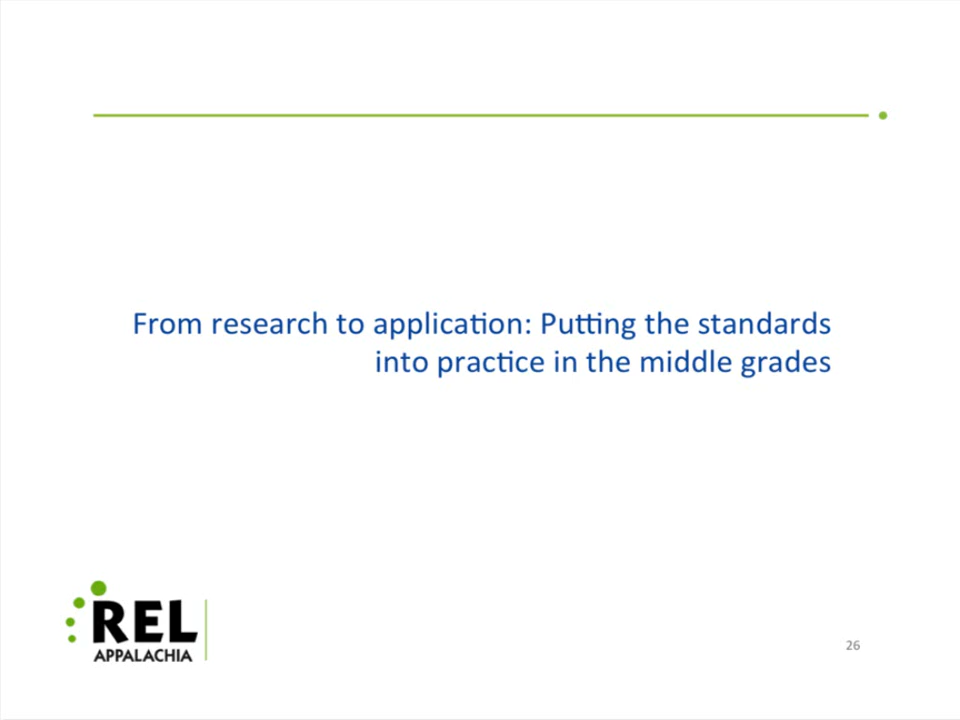 From research to application: Putting the standards
into practice in the middle grades
REL
APPALACHIA
26